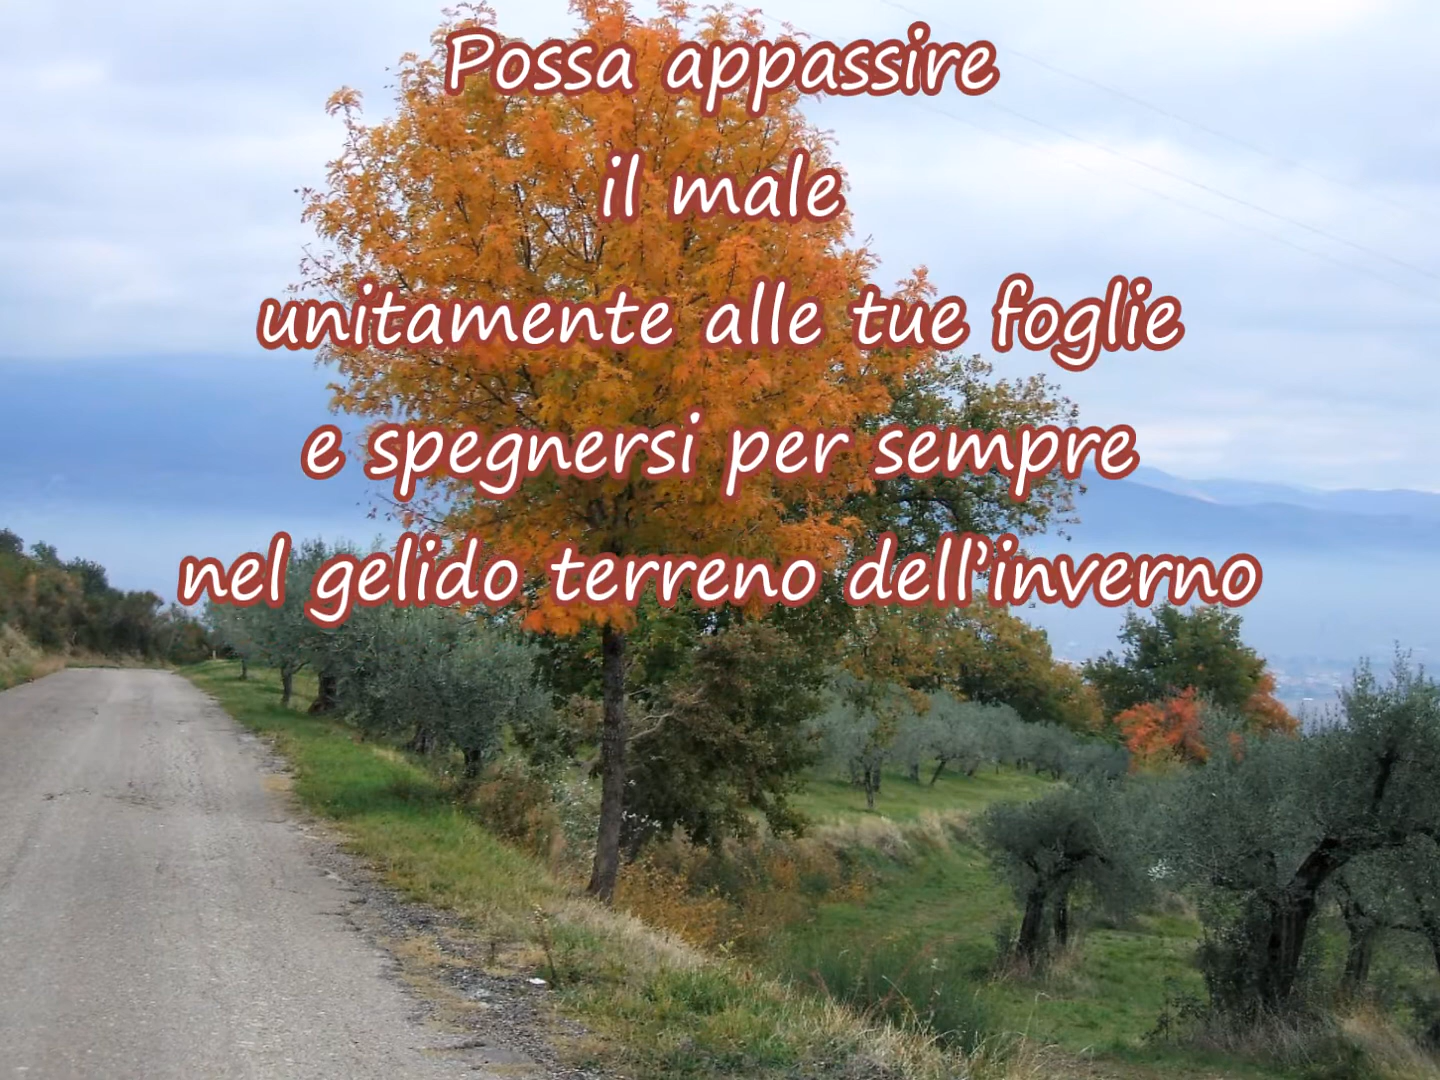 Possa appassire
il male
unitamente alle tue foglie
e spegnersi per sempre
nel gelido terreno dell’inverno